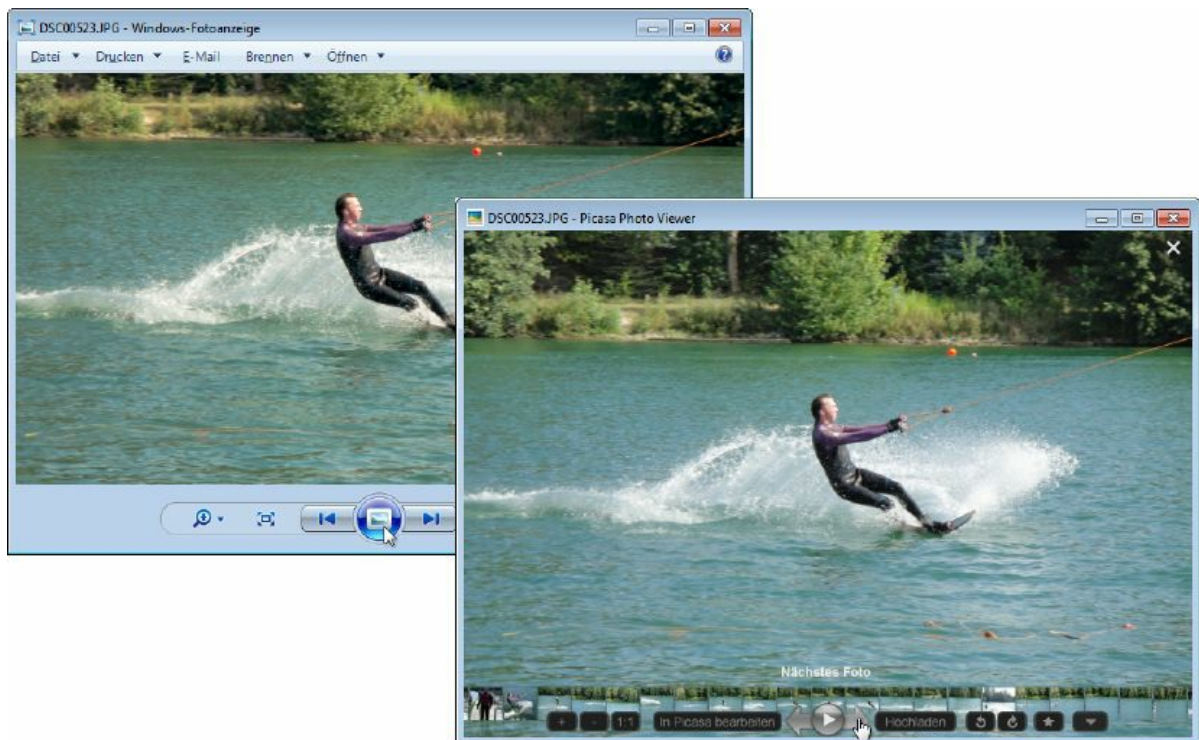 DSC00523.JPG - Windows-Fotoanzeige
Datei Drucken E-Mail Brennen Öffnen
DSC00523.JPG - Picasa Photo Viewer
Nächstes Foto
+ - 1:1 In Picasa bearbeiten Hochladen